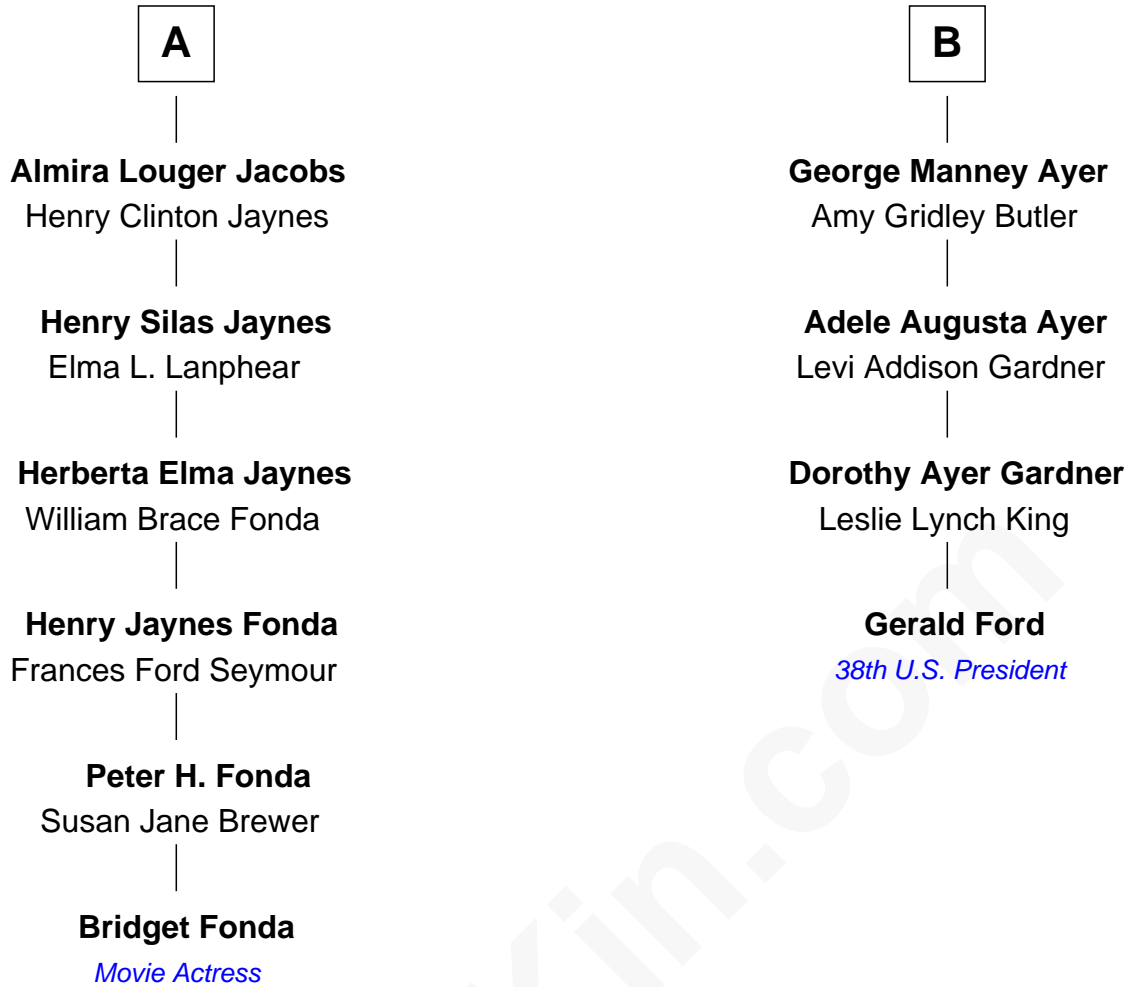 A
Almira Louger Jacobs
Henry Clinton Jaynes
Henry Silas Jaynes
Elma L. Lanphear
Herberta Elma Jaynes
William Brace Fonda
Henry Jaynes Fonda
Frances Ford Seymour
Peter H. Fonda
Susan Jane Brewer
Bridget Fonda
Movie Actress
B
George Manney Ayer
Amy Gridley Butler
Adele Augusta Ayer
Levi Addison Gardner
Dorothy Ayer Gardner
Leslie Lynch King
Gerald Ford
38th U.S. President
Kin.com